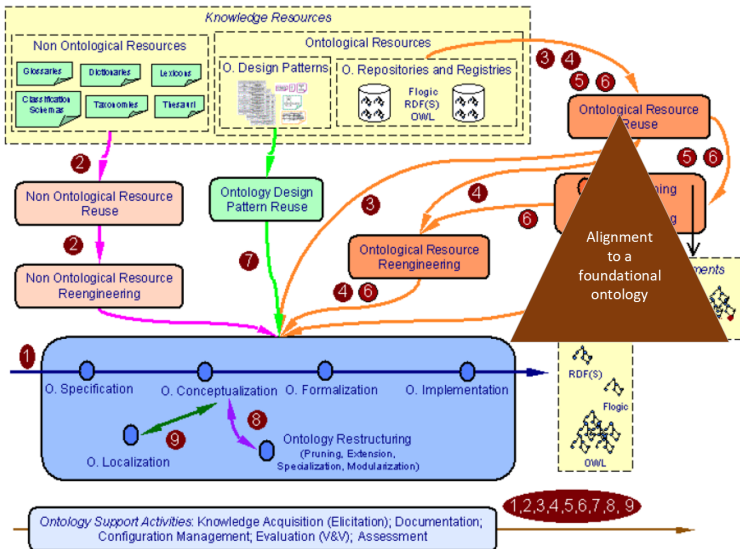 Knowledge Resources
Non Ontological Resources
Glossaries
Dictionaries
Lexicons
Classification
Schemas
Taxonomies
Thesauri
Ontological Resources
O. Design Patterns
O. Repositories and Registries
Flogic
RDF(S)
OWL
3
4
5
6
Ontological Resource
Reuse
2
5
6
Non Ontological Resource
Reuse
Ontology Design
Pattern Reuse
3
4
6
2
7
Ontological Resource
Reengineering
4
6
Non Ontological Resource
Reengineering
Alignment
to a
foundational
ontology
1
O. Specification
O. Conceptualization
O. Formalization
O. Implementation
9
8
O. Localization
Ontology Restructuring
(Pruning, Extension,
Specialization, Modularization)
RDF(S)
Flogic
OWL
1,2,3,4,5,6,7,8, 9
Ontology Support Activities: Knowledge Acquisition (Elicitation); Documentation;
Configuration Management; Evaluation (V&V); Assessment